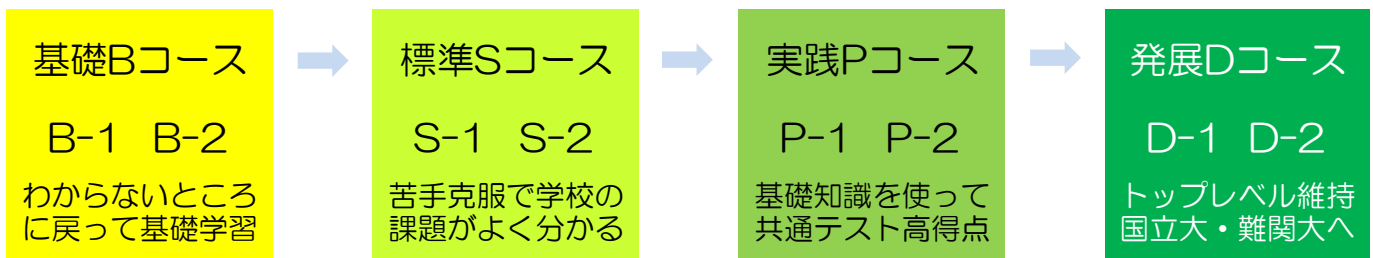 基礎Bコース
B-1 B-2
わからないところ
に戻って基礎学習
標準Sコース
S-1 S-2
苦手克服で学校の
課題がよく分かる
実践Pコース
P-1 P-2
基礎知識を使って
共通テスト高得点
発展Dコース
D-1 D-2
トップレベル維持
国立大・難関大へ